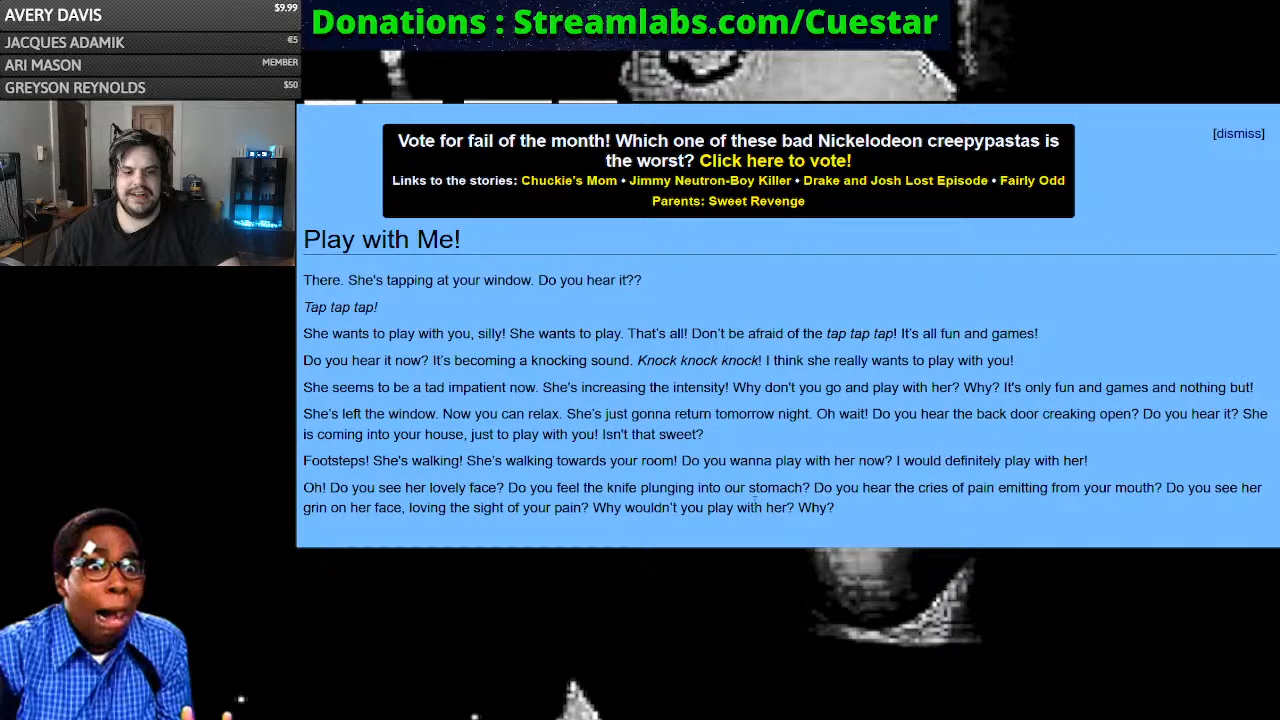 AVERY DAVIS $9.99
JACQUES ADAMIK €5
ARI MASON MEMBER
GREYSON REYNOLDS $50
Donations : Streamlabs.com/Cuestar
Vote for fail of the month! Which one of these bad Nickelodeon creepypastas is
the worst? Click here to vote!
Links to the stories: Chuckie's Mom • Jimmy Neutron-Boy Killer • Drake and Josh Lost Episode • Fairly Odd
Parents: Sweet Revenge
[dismiss]
Play with Me!
There. She's tapping at your window. Do you hear it??
Tap tap tap!
She wants to play with you, silly! She wants to play. That's all! Don't be afraid of the tap tap tap! It's all fun and games!
Do you hear it now? It's becoming a knocking sound. Knock knock knock! I think she really wants to play with you!
She seems to be a tad impatient now. She's increasing the intensity! Why don't you go and play with her? Why? It's only fun and games and nothing but!
She's left the window. Now you can relax. She's just gonna return tomorrow night. Oh wait! Do you hear the back door creaking open? Do you hear it? She
is coming into your house, just to play with you! Isn't that sweet?
Footsteps! She's walking! She's walking towards your room! Do you wanna play with her now? I would definitely play with her!
Oh! Do you see her lovely face? Do you feel the knife plunging into our stomach? Do you hear the cries of pain emitting from your mouth? Do you see her
grin on her face, loving the sight of your pain? Why wouldn't you play with her? Why?